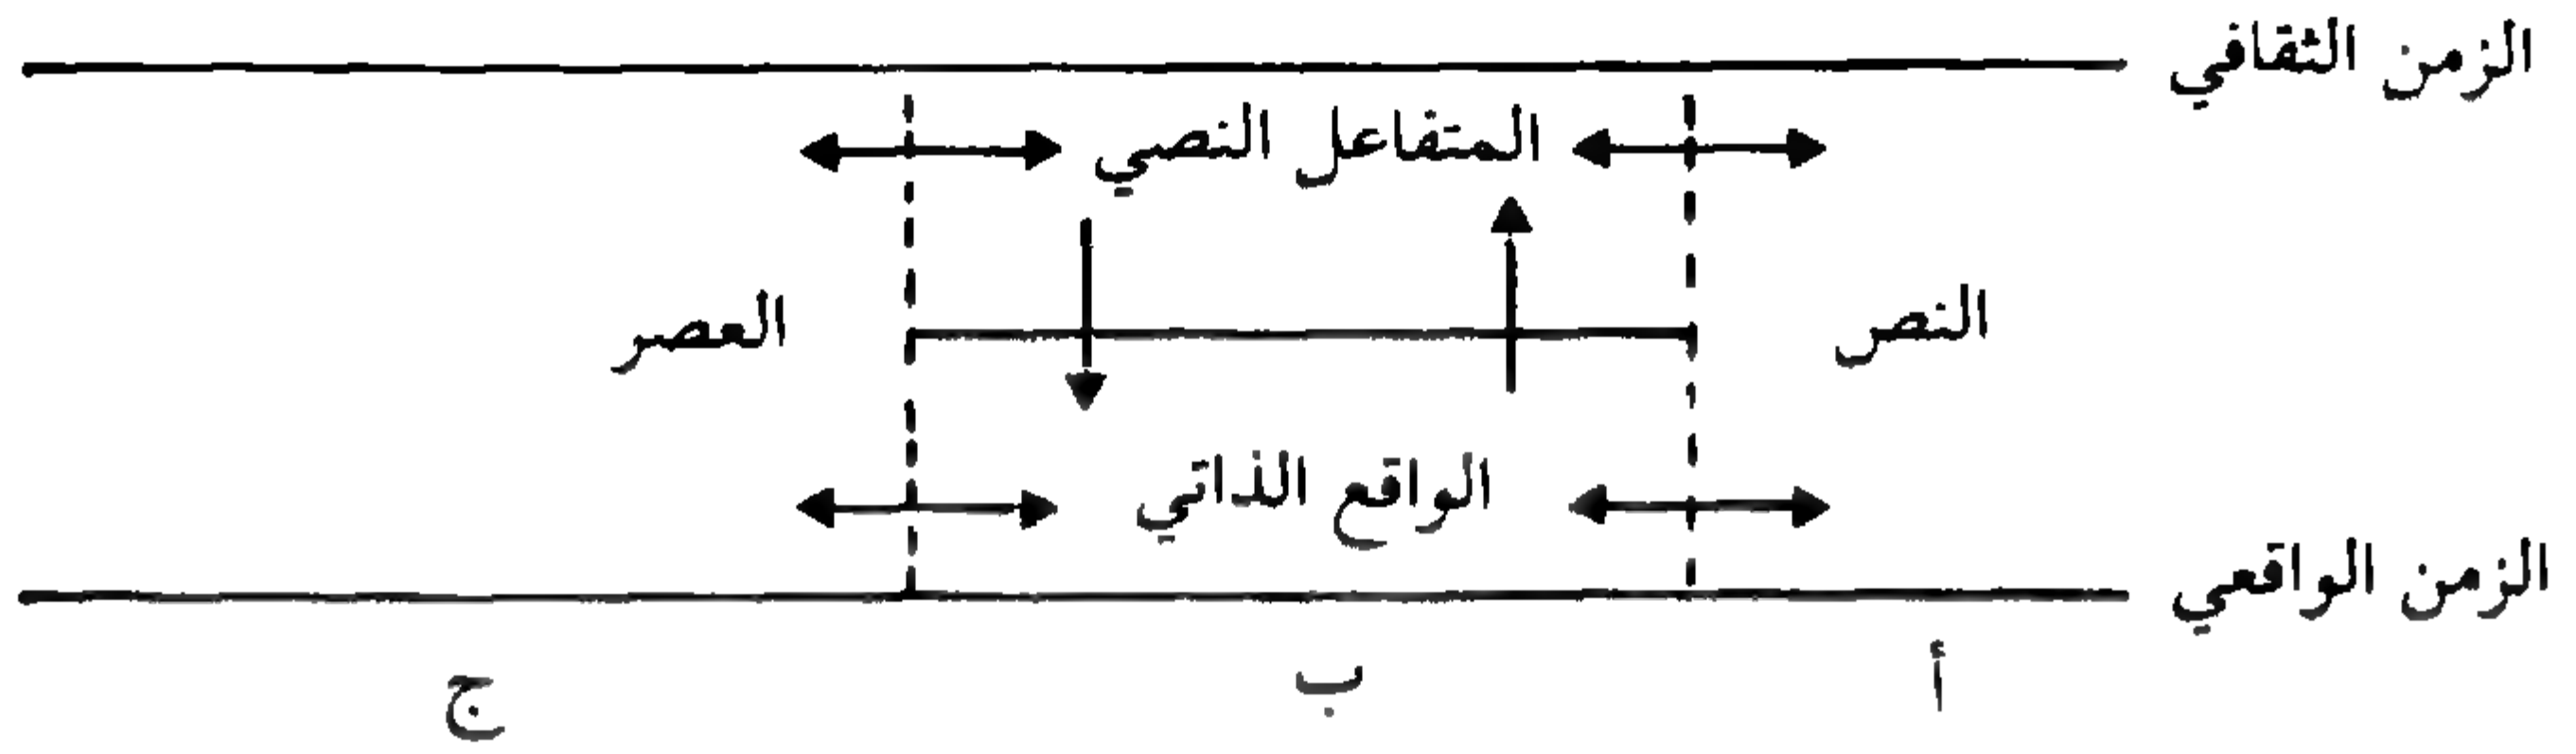 الزمن الثقافي
المتفاعل النصي
النص
العصر
الواقع الذاتي
الزمن الواقعي
أ
ب
ج